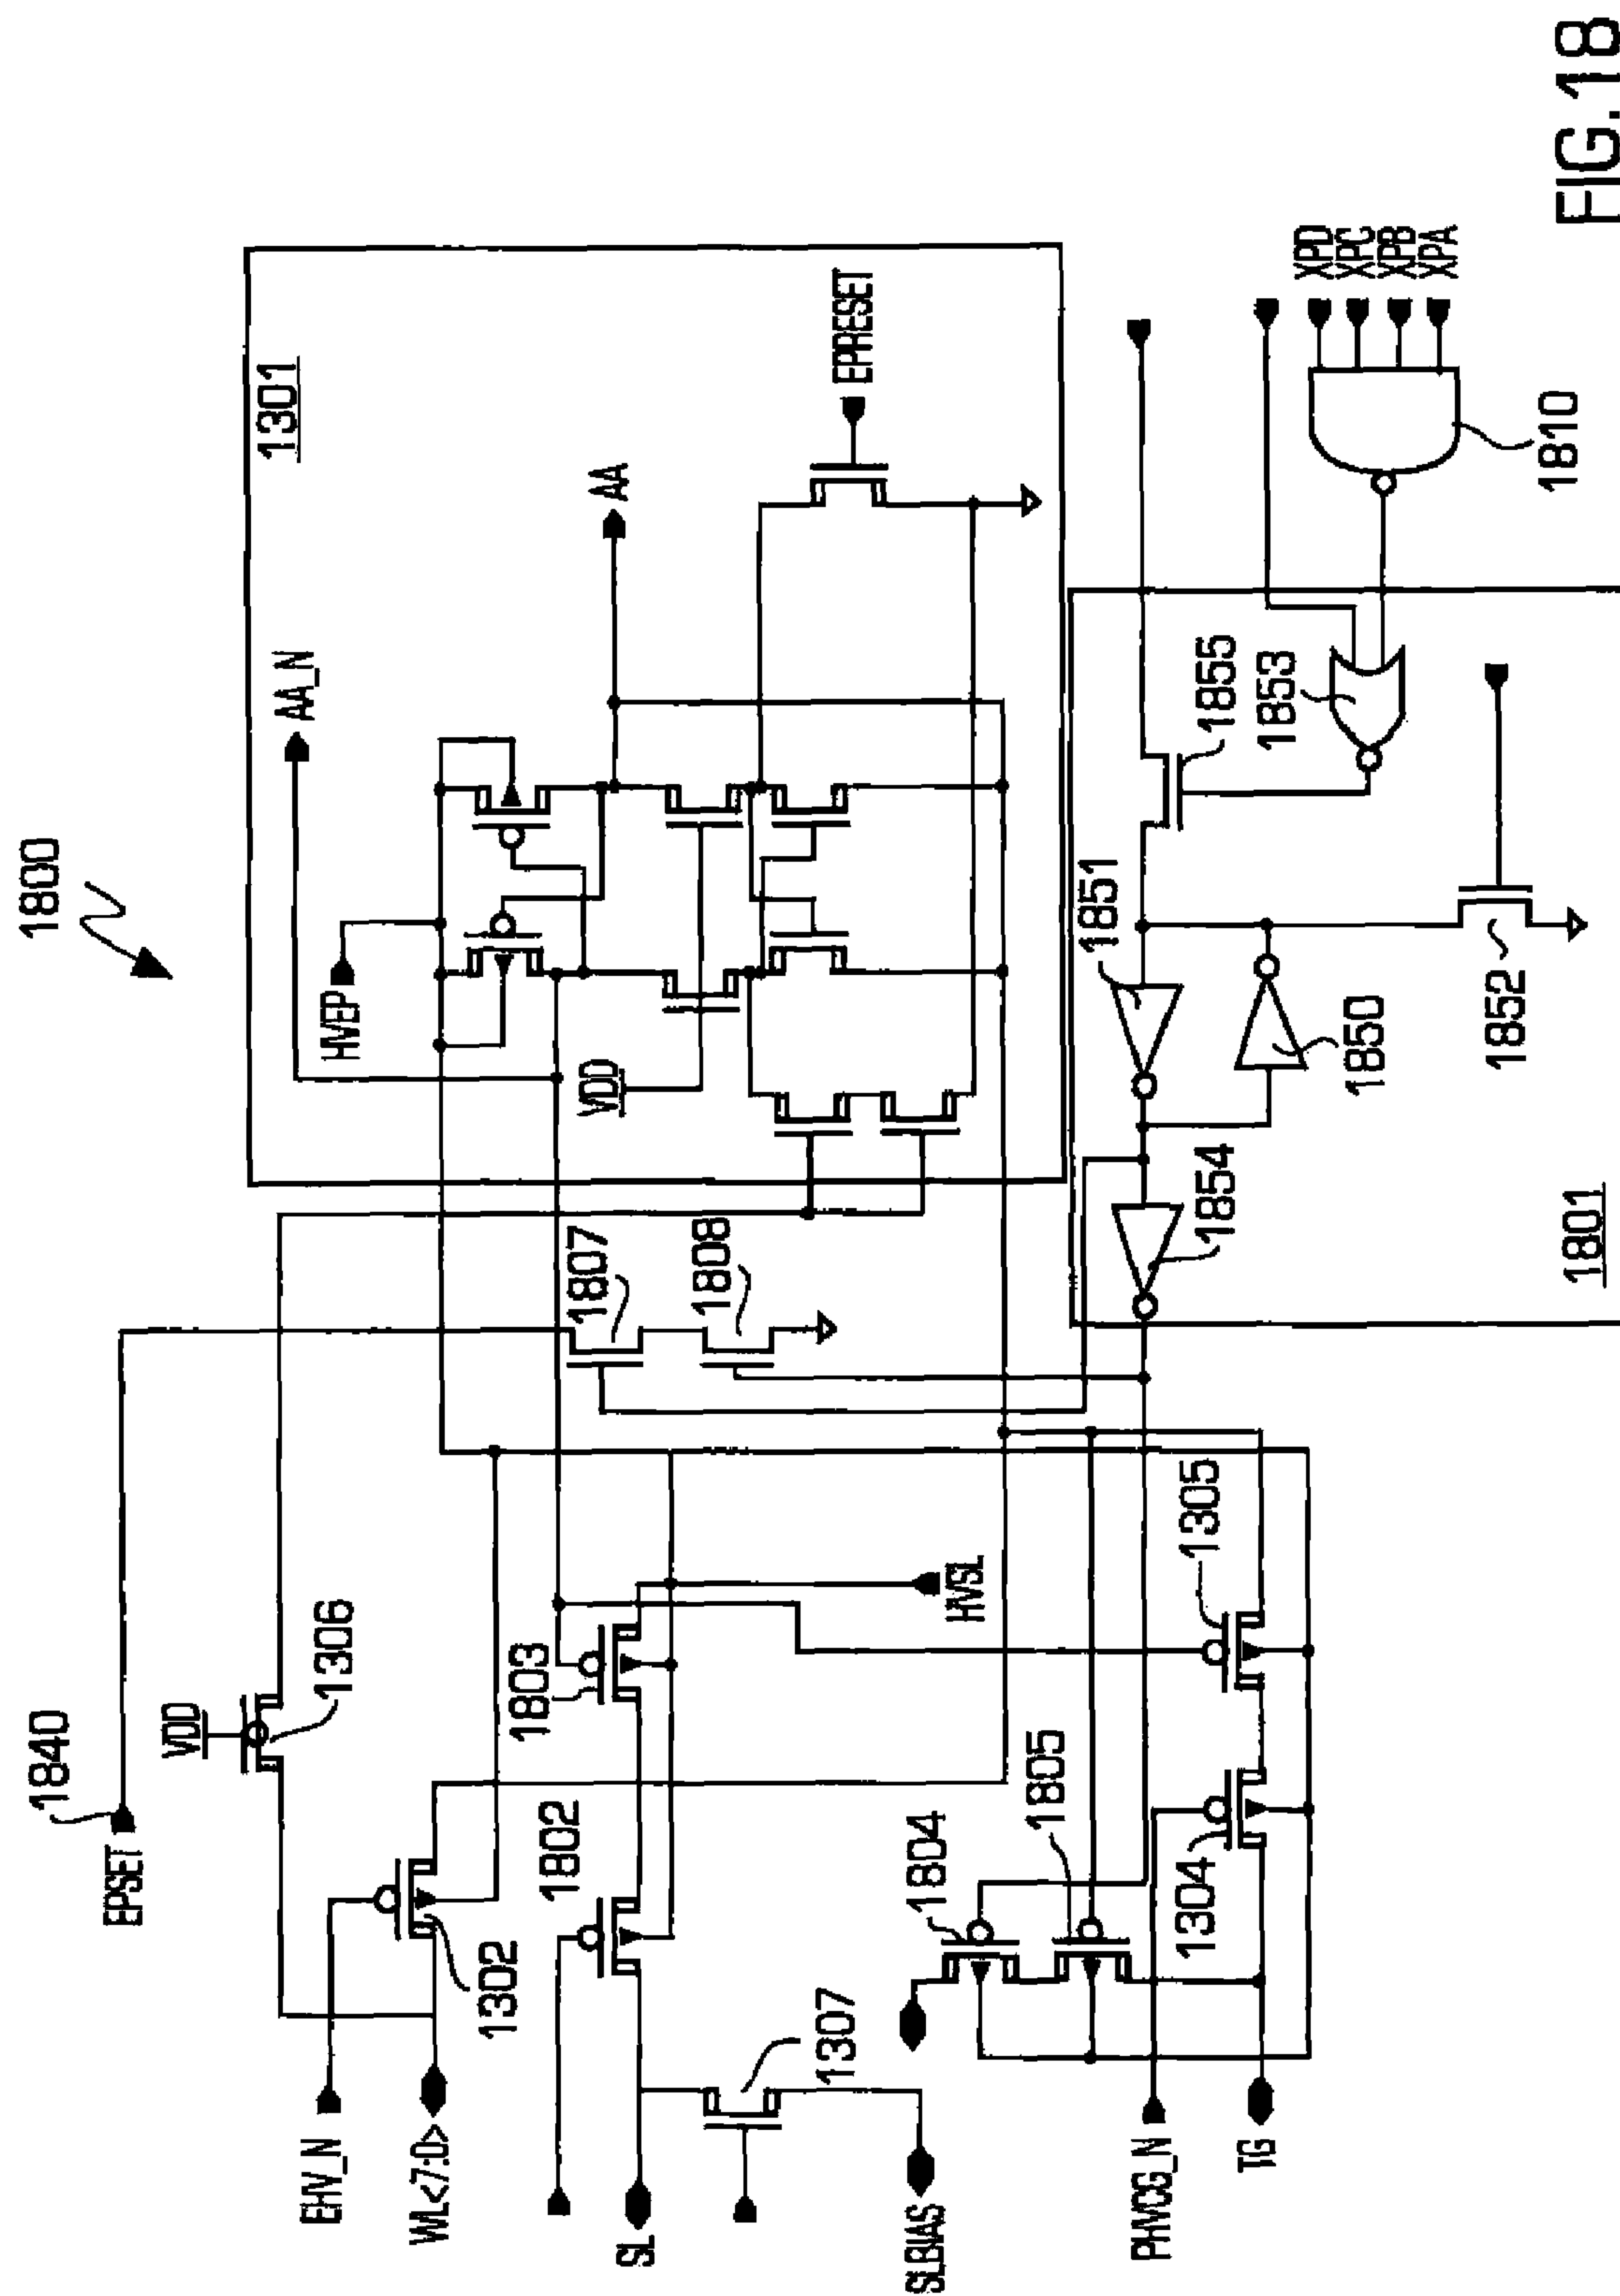 1800
1840
EPSET
VDD
1306
EHV_N
1302
WL<7:0>
1802
SL
1307
SLBIAS
1803
HVSL
1804
1805
PHVCG_N
1304
1305
TG
1807
1808
1301
AA_N
HVEP
VDD
AA
EPRESET
1851
1854
1850
1852
1855
1853
1801
XPD
XPC
XPB
XPA
1810
FIG. 18